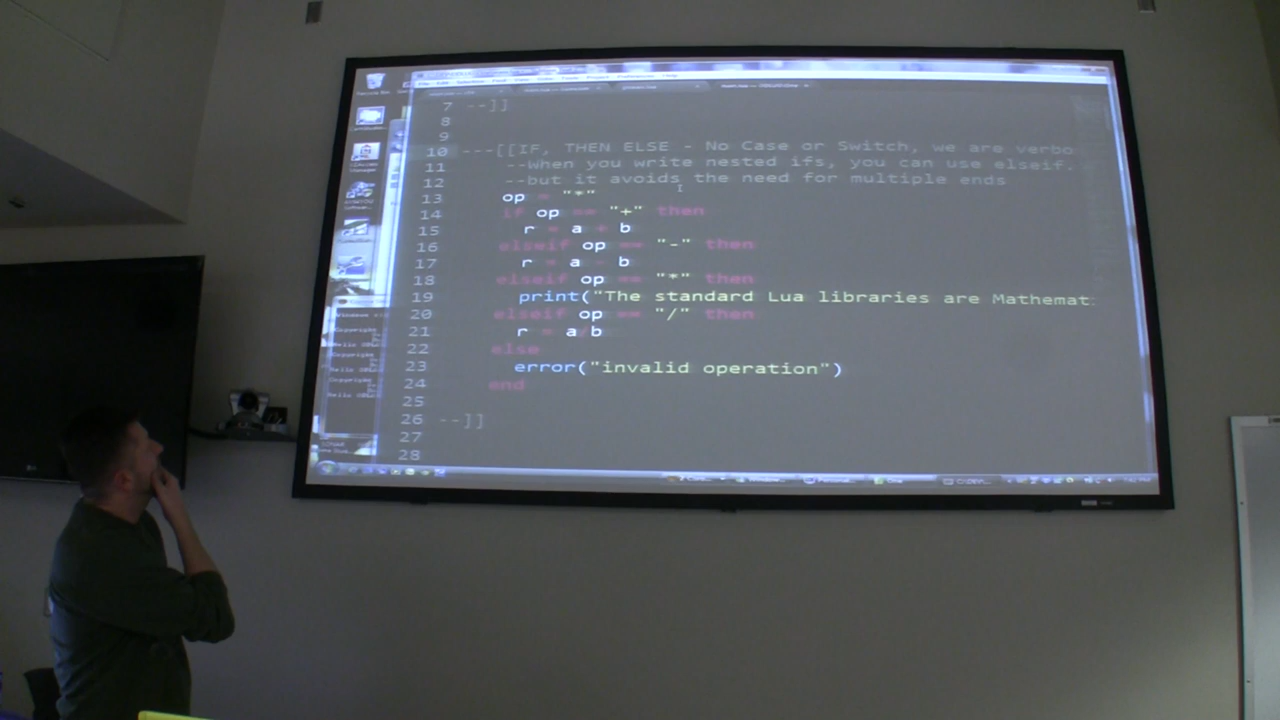 7 --]]
8
9
10 ---[[IF, THEN ELSE - No Case or Switch, we are verbo
11 --When you write nested ifs, you can use elseif.
12 --but it avoids the need for multiple ends
13 op = "*"
14 if op == "+" then
15 r = a + b
16 elseif op == "-" then
17 r = a - b
18 elseif op == "*" then
19 print("The standard Lua libraries are Mathemat
20 elseif op == "/" then
21 r = a/b
22 else
23 error("invalid operation")
24 end
25
26 --]]
27
28